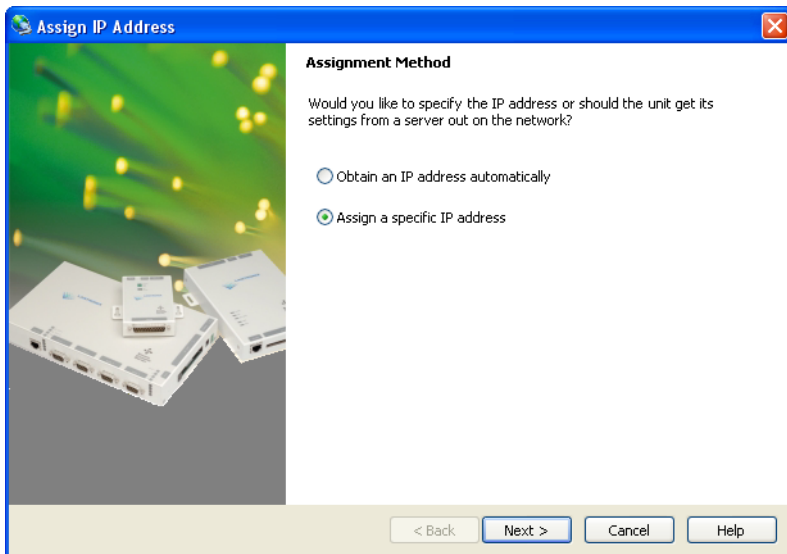 Assign IP Address
Assignment Method
Would you like to specify the IP address or should the unit get its
settings from a server out on the network?
Obtain an IP address automatically
Assign a specific IP address
< Back
Next >
Cancel
Help